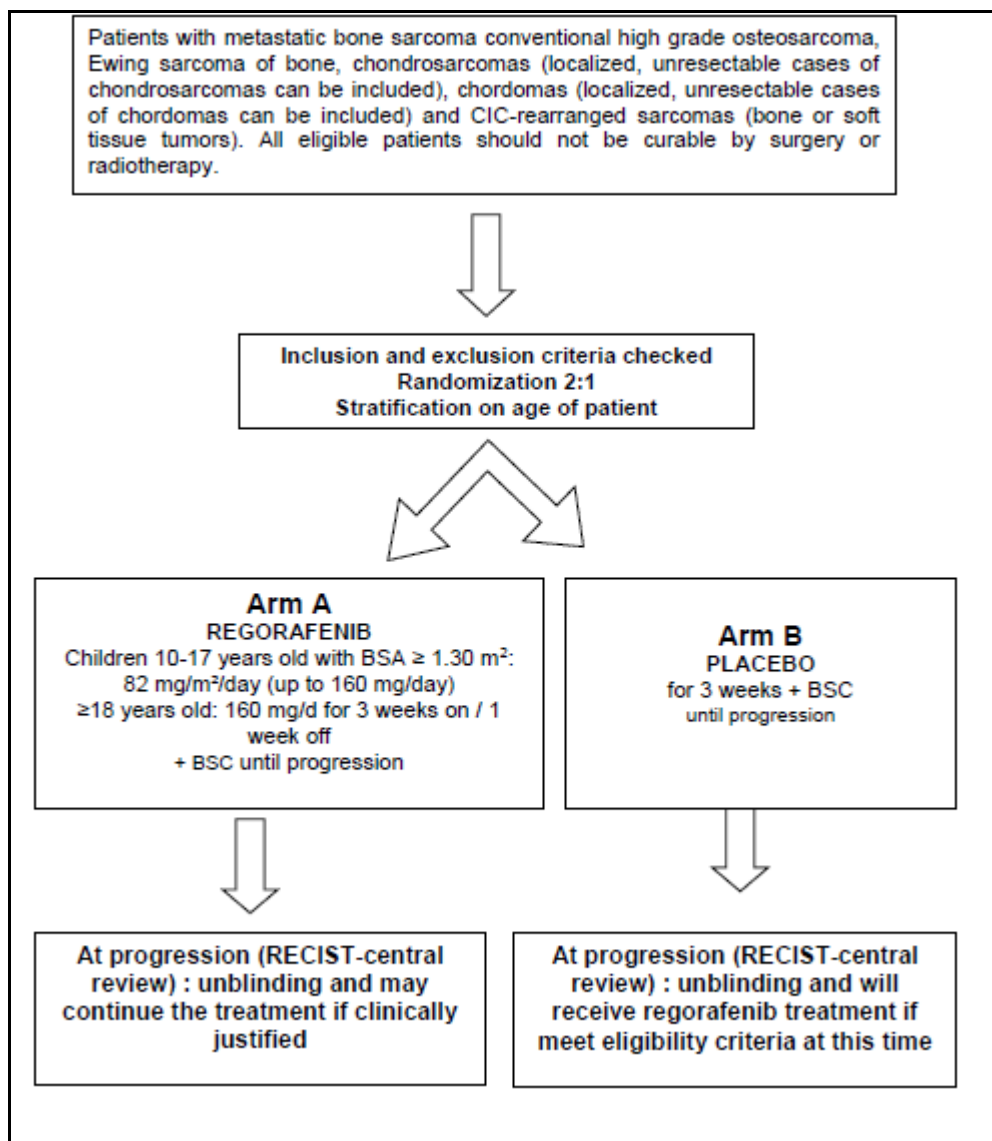 Patients with metastatic bone sarcoma conventional high grade osteosarcoma,
Ewing sarcoma of bone, chondrosarcomas (localized, unresectable cases of
chondrosarcomas can be included), chordomas (localized, unresectable cases
of chordomas can be included) and CIC-rearranged sarcomas (bone or soft
tissue tumors). All eligible patients should not be curable by surgery or
radiotherapy.
Inclusion and exclusion criteria checked
Randomization 2:1
Stratification on age of patient
Arm A
REGORAFENIB
Children 10-17 years old with BSA ≥ 1.30 m²:
82 mg/m²/day (up to 160 mg/day)
≥18 years old: 160 mg/d for 3 weeks on / 1
week off
+ BSC until progression
Arm B
PLACEBO
for 3 weeks + BSC
until progression
At progression (RECIST-central
review) : unblinding and may
continue the treatment if clinically
justified
At progression (RECIST-central
review) : unblinding and will
receive regorafenib treatment if
meet eligibility criteria at this time